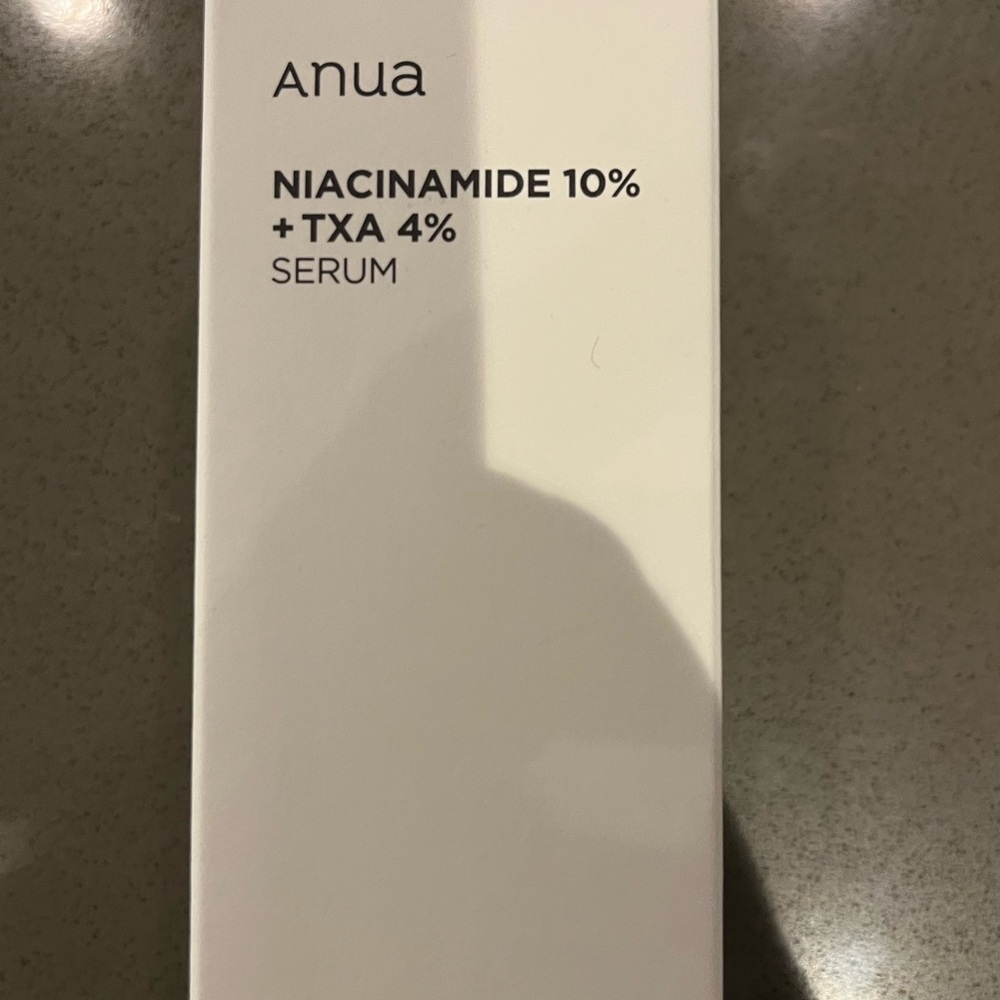 Anua
NIACINAMIDE 10%
+ TXA 4%
SERUM